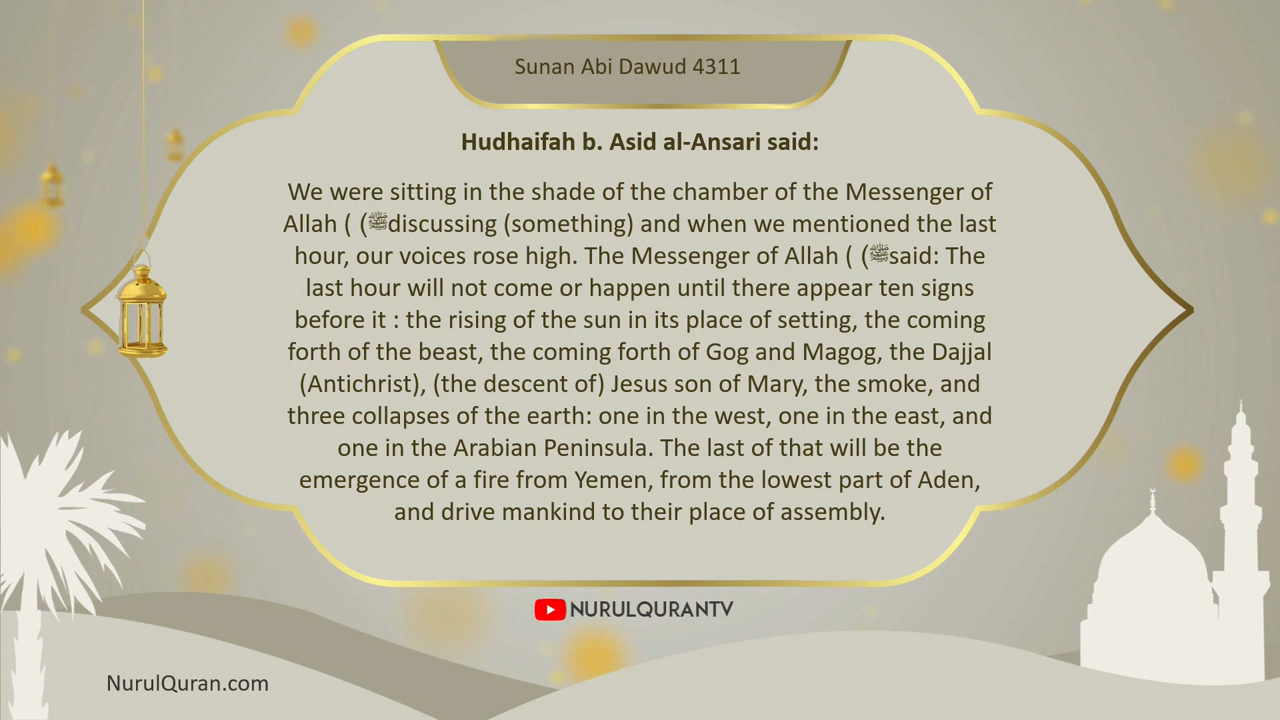 Sunan Abi Dawud 4311
Hudhaifah b. Asid al-Ansari said:
We were sitting in the shade of the chamber of the Messenger of
Allah ( (ﷺdiscussing (something) and when we mentioned the last
hour, our voices rose high. The Messenger of Allah ( (ﷺsaid: The
last hour will not come or happen until there appear ten signs
before it : the rising of the sun in its place of setting, the coming
forth of the beast, the coming forth of Gog and Magog, the Dajjal
(Antichrist), (the descent of) Jesus son of Mary, the smoke, and
three collapses of the earth: one in the west, one in the east, and
one in the Arabian Peninsula. The last of that will be the
emergence of a fire from Yemen, from the lowest part of Aden,
and drive mankind to their place of assembly.
NURULQURANTV
NurulQuran.com